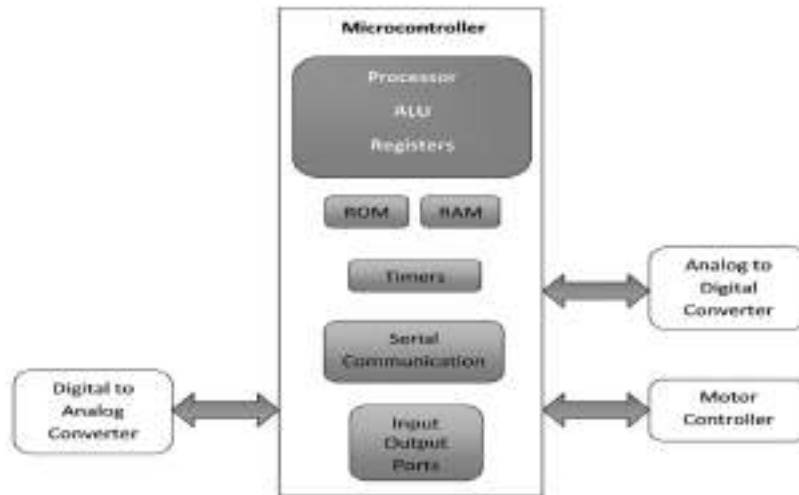 Microcontroller
Processor
ALU
Registers
ROM
RAM
Timers
Serial
Communication
Input
Output
Ports
Digital to
Analog
Converter
Analog to
Digital
Converter
Motor
Controller